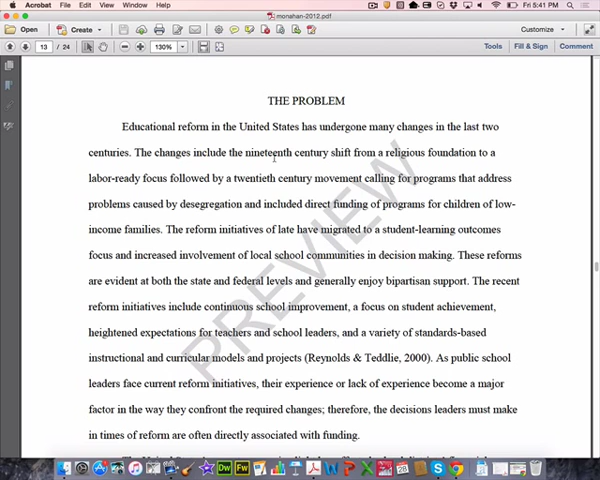 Acrobat File Edit View Window Help
Fri 5:41 PM
monahan-2012.pdf
Open Create Customize
13 / 24 130% Tools Fill & Sign Comment
THE PROBLEM
Educational reform in the United States has undergone many changes in the last two
centuries. The changes include the nineteenth century shift from a religious foundation to a
labor-ready focus followed by a twentieth century movement calling for programs that address
problems caused by desegregation and included direct funding of programs for children of low-
income families. The reform initiatives of late have migrated to a student-learning outcomes
focus and increased involvement of local school communities in decision making. These reforms
are evident at both the state and federal levels and generally enjoy bipartisan support. The recent
reform initiatives include continuous school improvement, a focus on student achievement,
heightened expectations for teachers and school leaders, and a variety of standards-based
instructional and curricular models and projects (Reynolds & Teddlie, 2000). As public school
leaders face current reform initiatives, their experience or lack of experience become a major
factor in the way they confront the required changes; therefore, the decisions leaders must make
in times of reform are often directly associated with funding.
PREVIEW
Dw Fw